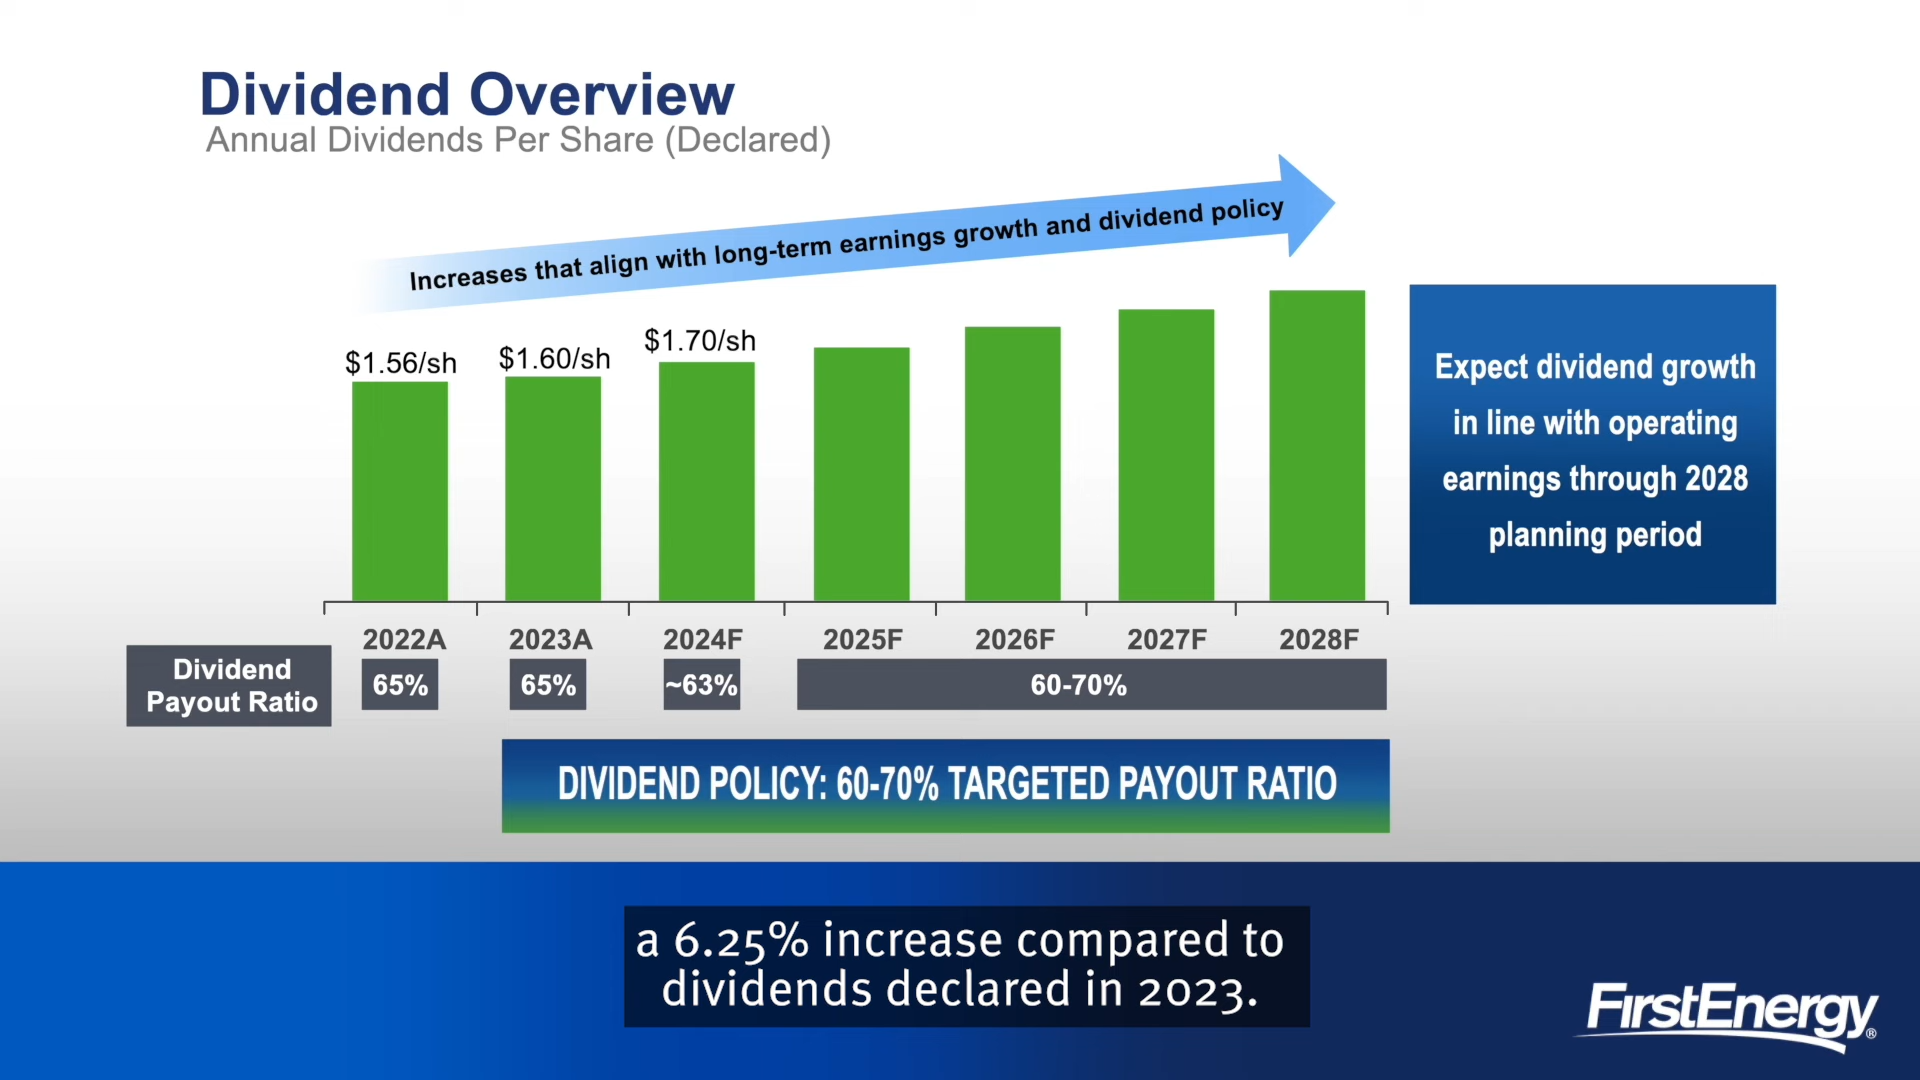 Dividend Overview
Annual Dividends Per Share (Declared)
Increases that align with long-term earnings growth and dividend policy
$1.56/sh
$1.60/sh
$1.70/sh
Expect dividend growth
in line with operating
earnings through 2028
planning period
2022A 2023A 2024F 2025F 2026F 2027F 2028F
Dividend
Payout Ratio
65% 65% ~63% 60-70%
DIVIDEND POLICY: 60-70% TARGETED PAYOUT RATIO
a 6.25% increase compared to
dividends declared in 2023.
FirstEnergy®